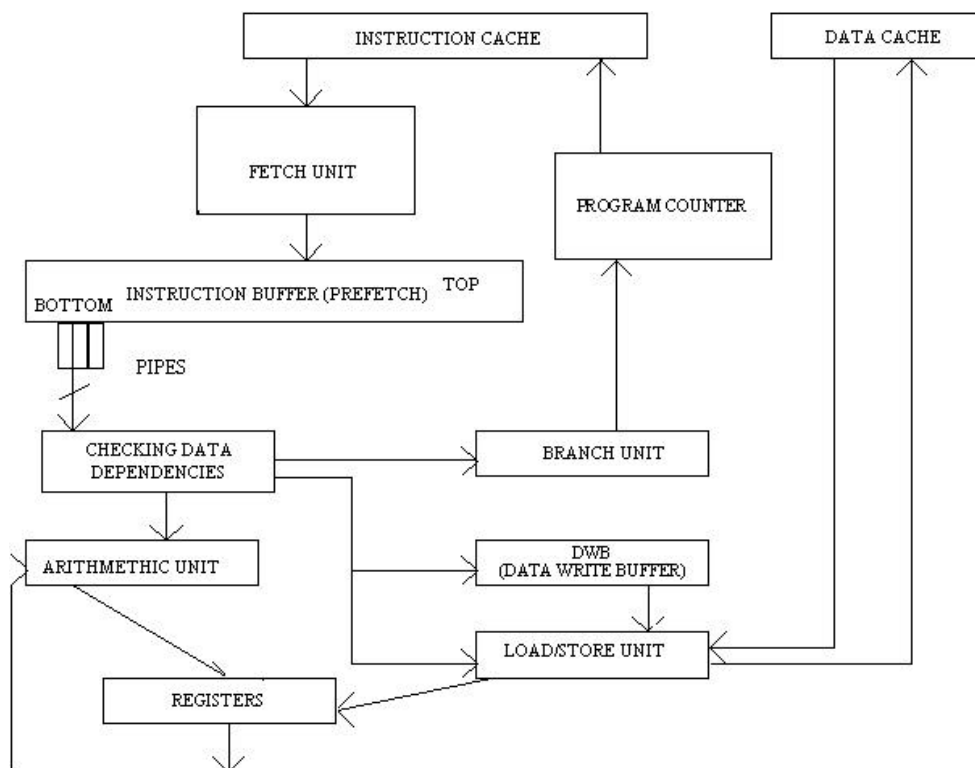 INSTRUCTION CACHE
DATA CACHE
FETCH UNIT
PROGRAM COUNTER
TOP
INSTRUCTION BUFFER (PREFETCH)
BOTTOM
PIPES
CHECKING DATA
DEPENDENCIES
BRANCH UNIT
ARITHMETHIC UNIT
DWB
(DATA WRITE BUFFER)
LOAD/STORE UNIT
REGISTERS